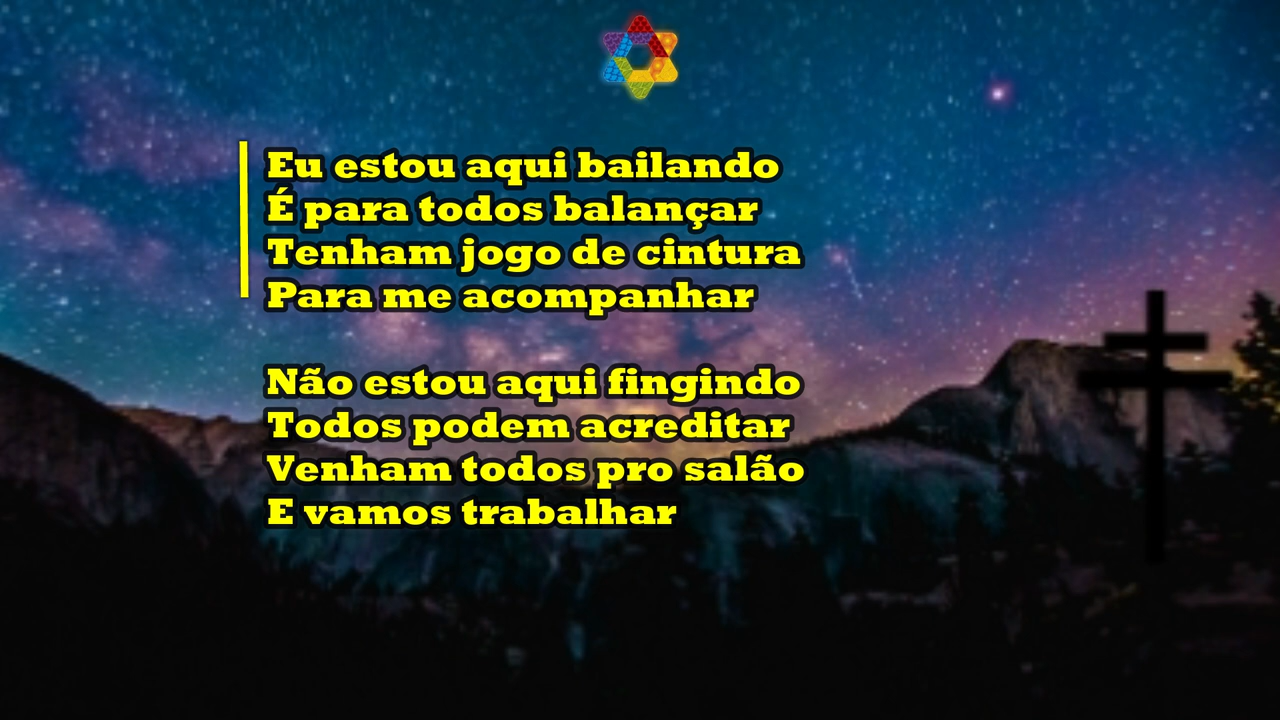 Eu estou aqui bailando
É para todos balançar
Tenham jogo de cintura
Para me acompanhar
Não estou aqui fingindo
Todos podem acreditar
Venham todos pro salão
E vamos trabalhar